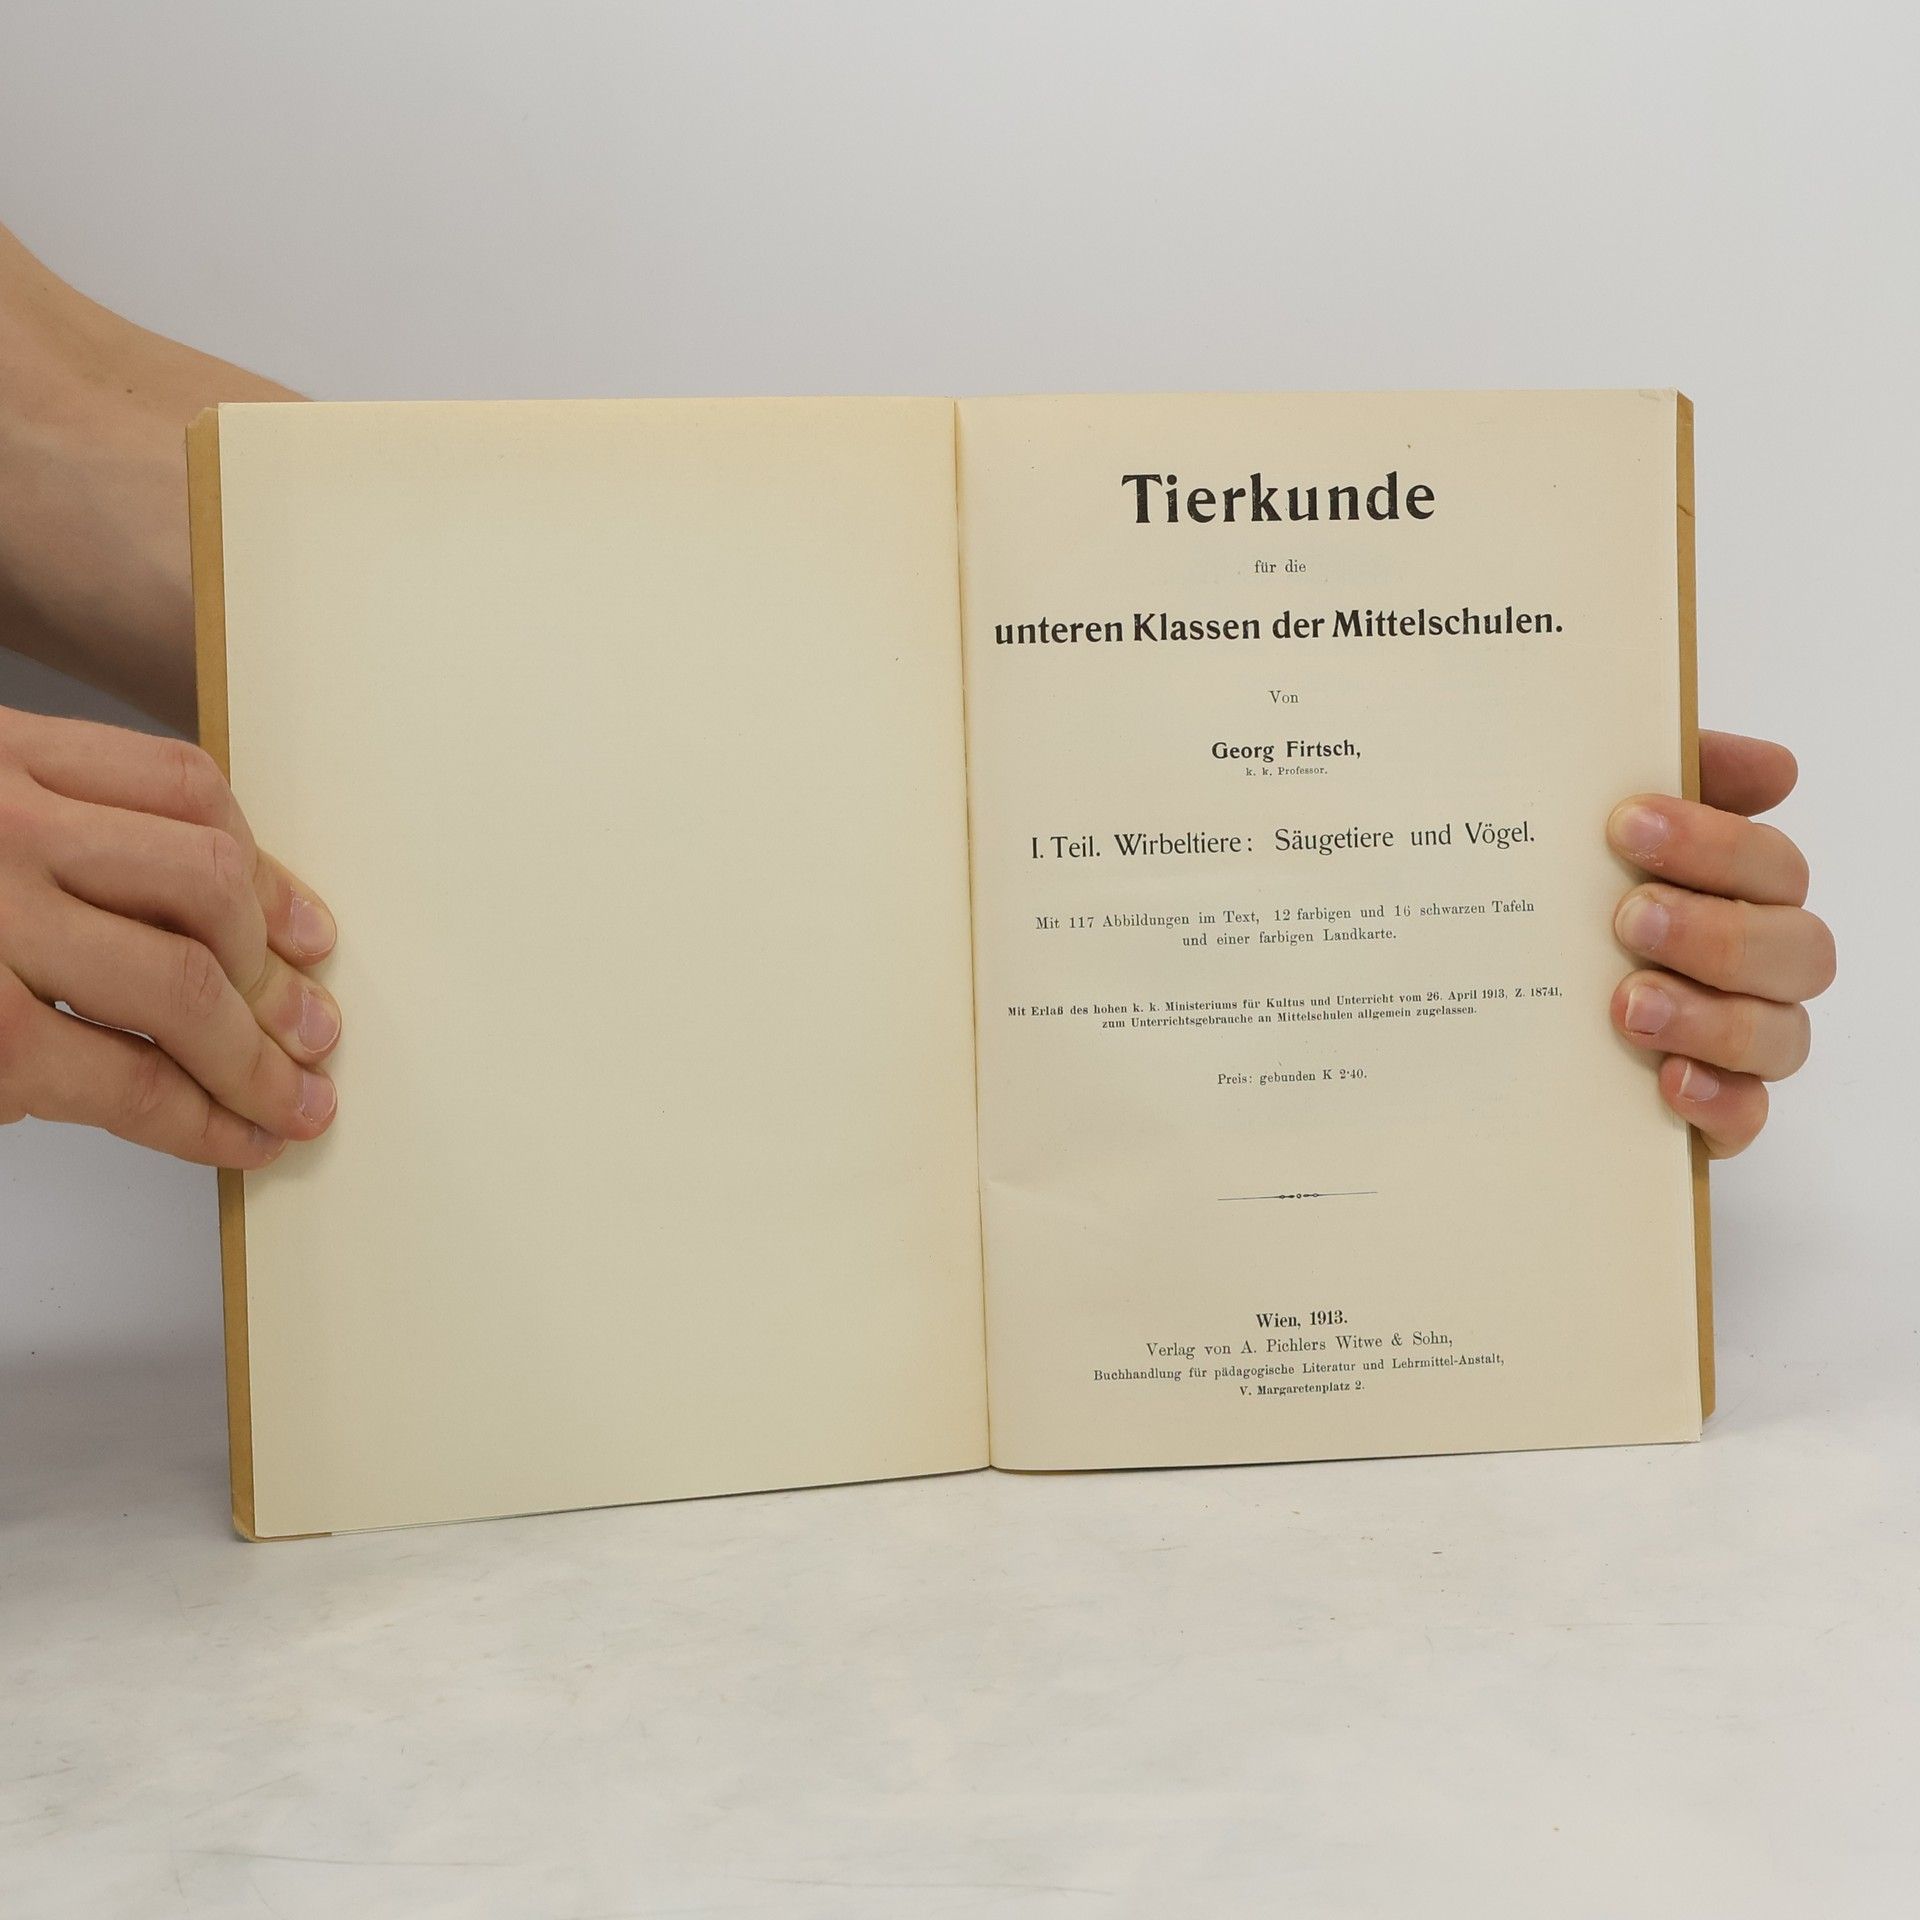 Tierkunde
für die
unteren Klassen der Mittelschulen.
Von
Georg Firtsch,
k. k. Professor.
I. Teil. Wirbeltiere: Säugetiere und Vögel.
Mit 117 Abbildungen im Text, 12 farbigen und 16 schwarzen Tafeln
und einer farbigen Landkarte.
Mit Erlaß des hohen k. k. Ministeriums für Kultus und Unterricht vom 26. April 1913, Z. 18741,
zum Unterrichtsgebrauche an Mittelschulen allgemein zugelassen.
Preis: gebunden K 2·40.
Wien, 1913.
Verlag von A. Pichlers Witwe & Sohn,
Buchhandlung für pädagogische Literatur und Lehrmittel-Anstalt,
V. Margaretenplatz 2.